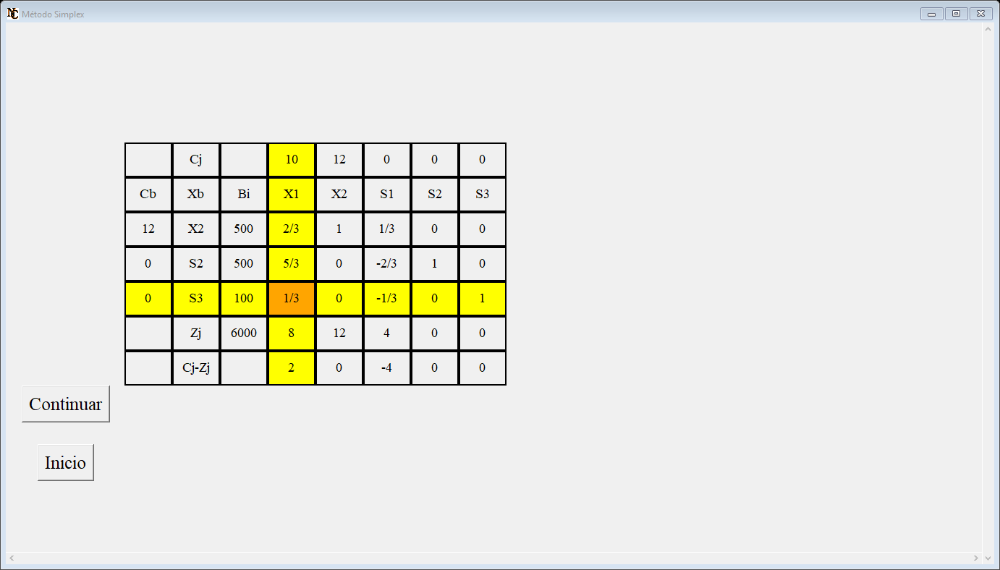 NC Método Simplex
Cj 10 12 0 0 0
Cb Xb Bi X1 X2 S1 S2 S3
12 X2 500 2/3 1 1/3 0 0
0 S2 500 5/3 0 -2/3 1 0
0 S3 100 1/3 0 -1/3 0 1
Zj 6000 8 12 4 0 0
Cj-Zj 2 0 -4 0 0
Continuar
Inicio